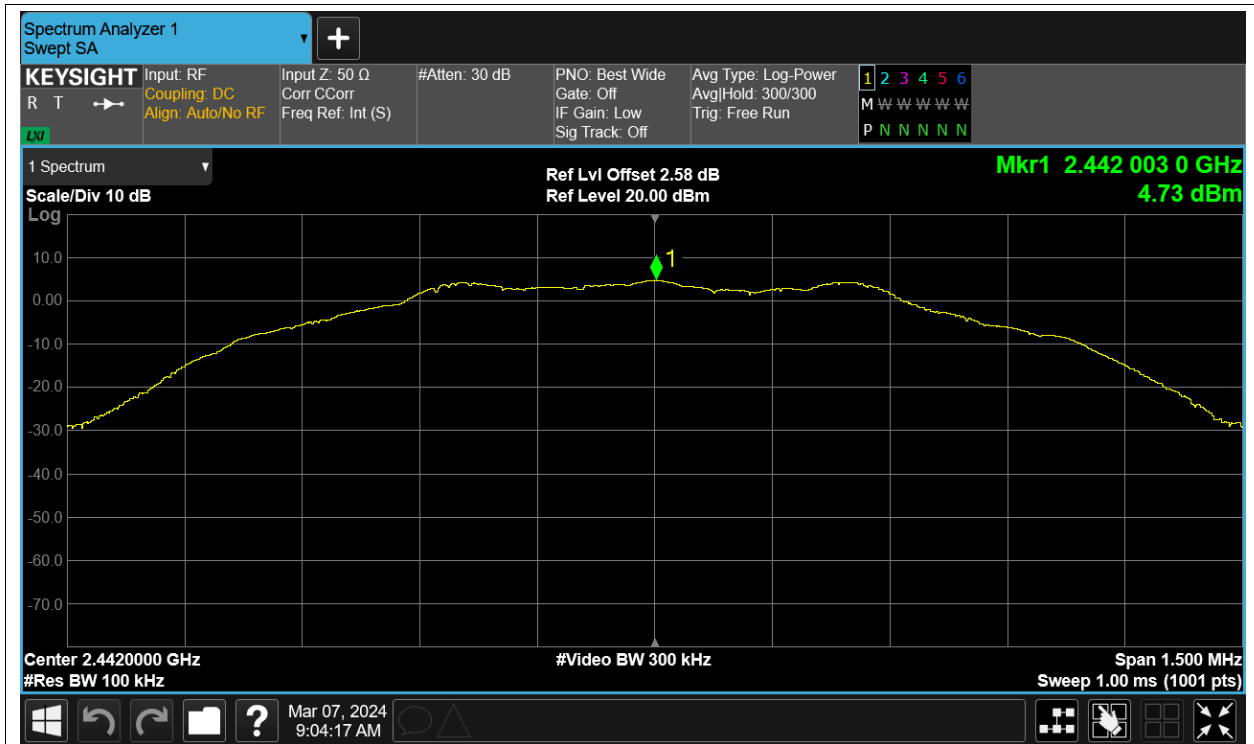 Spectrum Analyzer 1
Swept SA
+
KEYSIGHT
R T
LXI
Input: RF
Coupling: DC
Align: Auto/No RF
Input Z: 50 Ω
Corr CCorr
Freq Ref: Int (S)
#Atten: 30 dB
PNO: Best Wide
Gate: Off
IF Gain: Low
Sig Track: Off
Avg Type: Log-Power
Avg|Hold: 300/300
Trig: Free Run
1 2 3 4 5 6
M W W W W W
P N N N N N
1 Spectrum
Scale/Div 10 dB
Log
Ref Lvl Offset 2.58 dB
Ref Level 20.00 dBm
Mkr1 2.442 003 0 GHz
4.73 dBm
1
10.0
0.00
-10.0
-20.0
-30.0
-40.0
-50.0
-60.0
-70.0
Center 2.4420000 GHz
#Res BW 100 kHz
#Video BW 300 kHz
Span 1.500 MHz
Sweep 1.00 ms (1001 pts)
?
Mar 07, 2024
9:04:17 AM